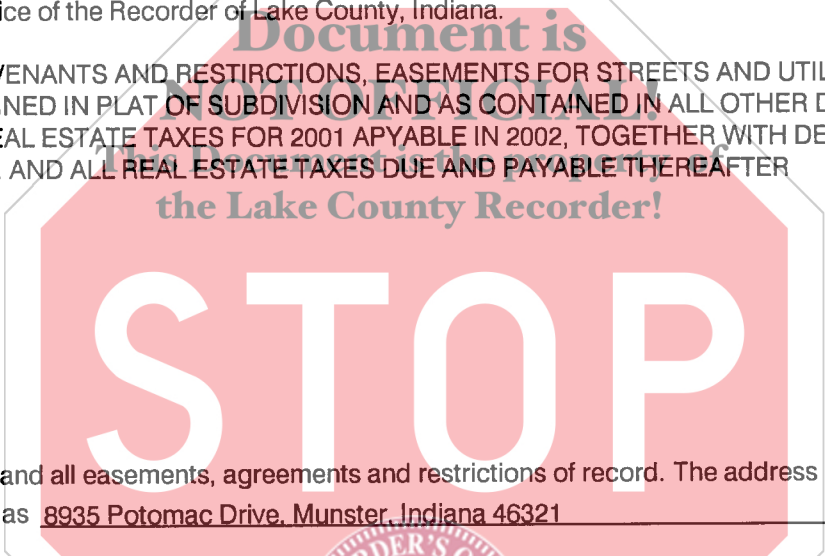 ice of the Recorder of Lake County, Indiana.
Document is
VENANTS AND RESTIRCTIONS, EASEMENTS FOR STREETS AND UTIL
NOT OFFICIAL!
NED IN PLAT OF SUBDIVISION AND AS CONTAINED IN ALL OTHER D
EAL ESTATE TAXES FOR 2001 APYABLE IN 2002, TOGETHER WITH DE
This Document is the property of
AND ALL REAL ESTATE TAXES DUE AND PAYABLE THEREAFTER
the Lake County Recorder!
STOP
and all easements, agreements and restrictions of record. The address
as 8935 Potomac Drive, Munster, Indiana 46321
RDER'S